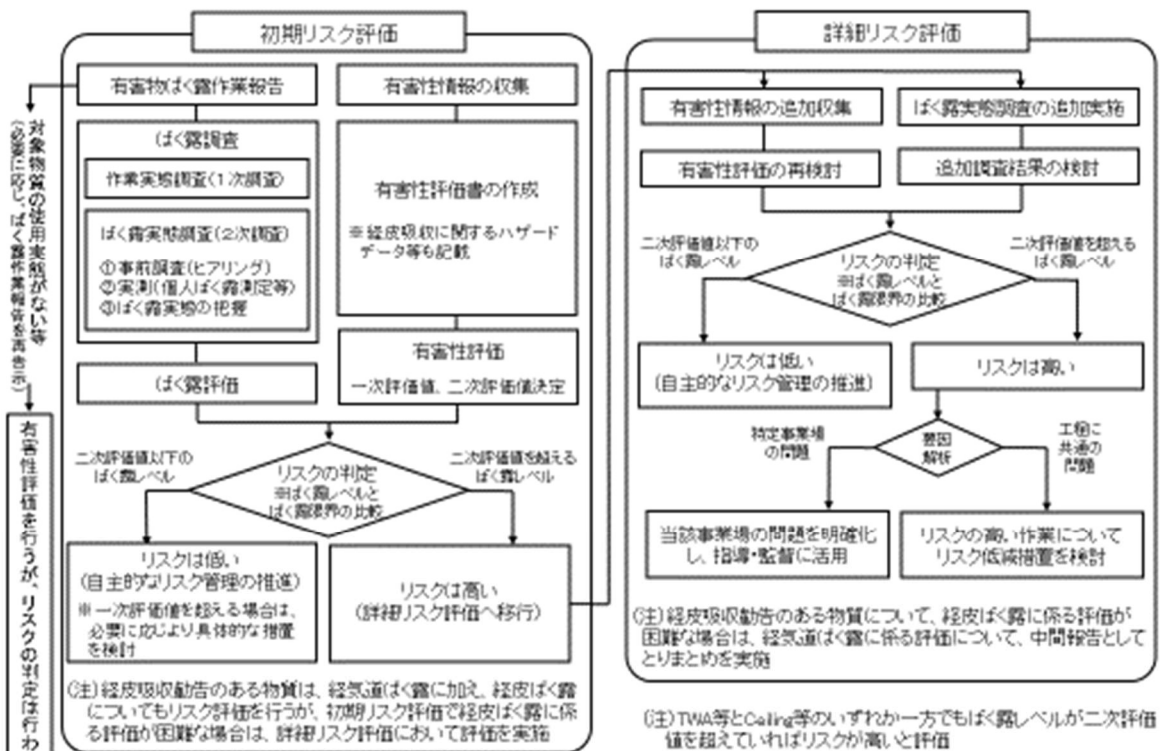 初期リスク評価
有害物ばく露作業報告
ばく露調査
作業実態調査(1次調査)
ばく露実態調査(2次調査)
①事前調査(ヒアリング)
②実測(個人ばく露測定等)
③ばく露実態の把握
ばく露評価
有害性情報の収集
有害性評価書の作成
※経皮吸収に関するハザード
データ等も記載
有害性評価
一次評価値、二次評価値決定
対象物質の使用実態がない等
(必要に応じ、ばく露作業報告を再告示)
有害性評価を行うが、リスクの判定は行わ
二次評価値以下の
ばく露レベル
リスクの判定
※ばく露レベルと
ばく露限界の比較
二次評価値を超える
ばく露レベル
リスクは低い
(自主的なリスク管理の推進)
※一次評価値を超える場合は、
必要に応じより具体的な措置
を検討
リスクは高い
(詳細リスク評価へ移行)
(注)経皮吸収勧告のある物質は、経気道ばく露に加え、経皮ばく露
についてもリスク評価を行うが、初期リスク評価で経皮ばく露に係
る評価が困難な場合は、詳細リスク評価において評価を実施
詳細リスク評価
有害性情報の追加収集
ばく露実態調査の追加実施
有害性評価の再検討
追加調査結果の検討
二次評価値以下の
ばく露レベル
リスクの判定
※ばく露レベルと
ばく露限界の比較
二次評価値を超える
ばく露レベル
リスクは低い
(自主的なリスク管理の推進)
リスクは高い
特定事業場
の問題
要因
解析
工程に
共通の
問題
当該事業場の問題を明確化
し、指導・監督に活用
リスクの高い作業について
リスク低減措置を検討
(注)経皮吸収勧告のある物質について、経皮ばく露に係る評価が
困難な場合は、経気道ばく露に係る評価について、中間報告として
とりまとめを実施
(注)TWA等とCeiling等のいずれか一方でもばく露レベルが二次評価
値を超えていればリスクが高いと評価